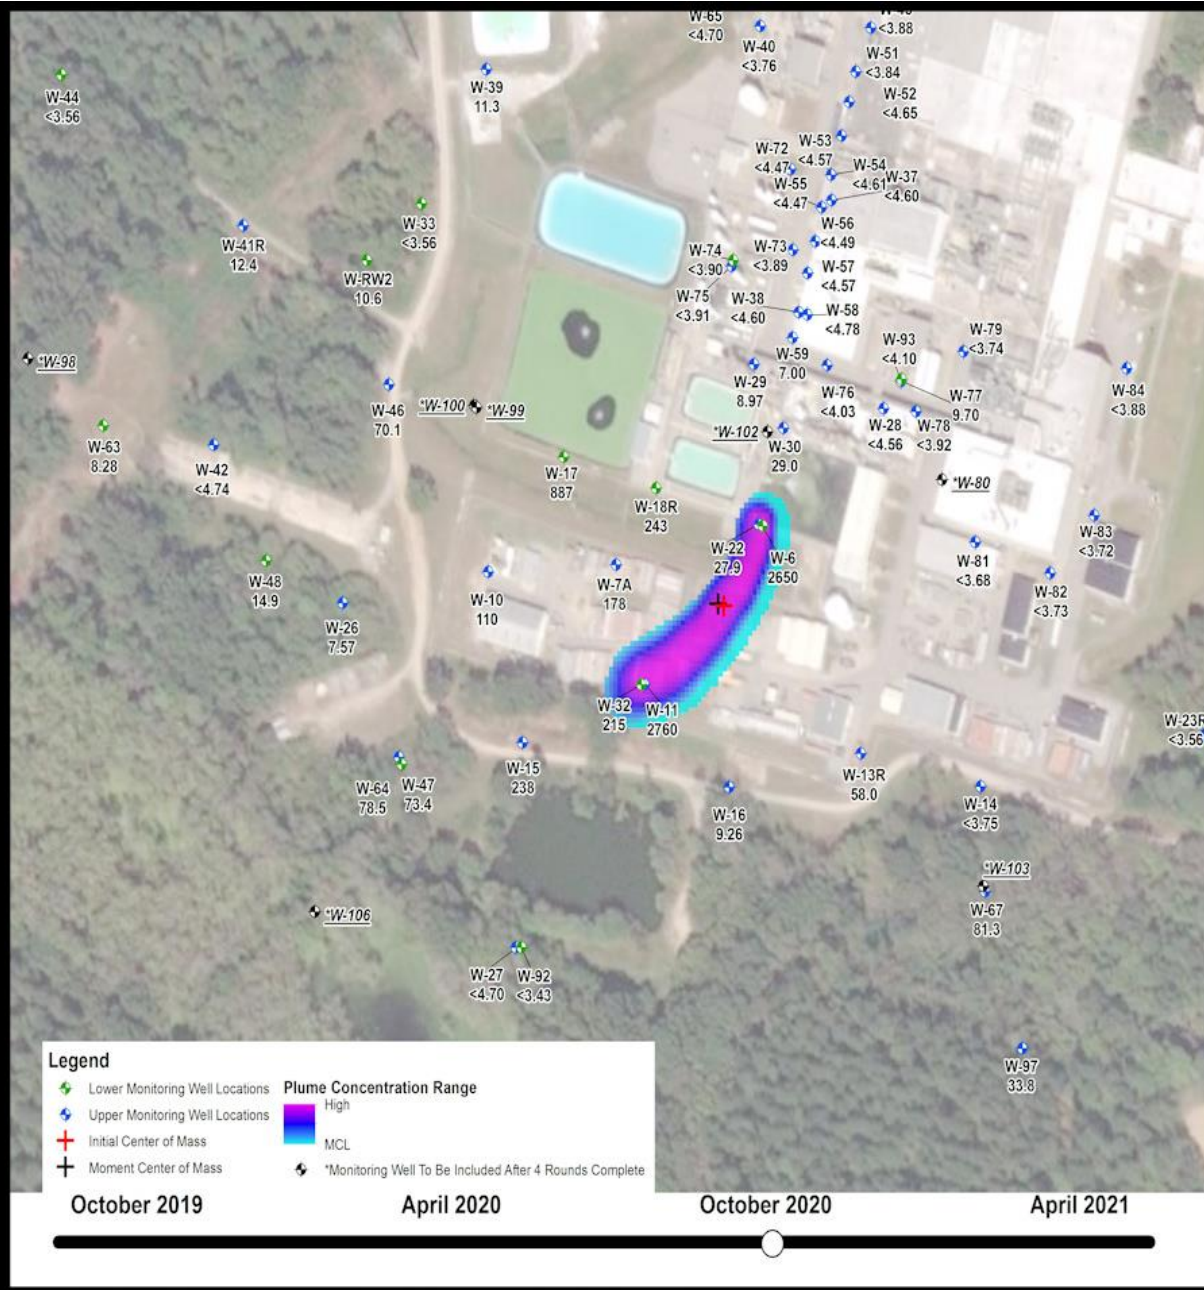 W-65
<4.70
W-40
<3.76
<3.88
W-51
<3.84
W-44
<3.56
W-39
11.3
W-52
<4.65
W-53
<4.57
W-72
<4.47
W-54
<4.61
W-37
<4.60
W-55
<4.47
W-33
<3.56
W-41R
12.4
W-56
<4.49
W-RW2
10.6
W-74
<3.90
W-73
<3.89
W-57
<4.57
W-75
<3.91
W-38
<4.60
W-58
<4.78
W-79
<3.74
W-93
<4.10
*W-98
W-59
7.00
W-29
8.97
W-76
<4.03
W-77
9.70
W-84
<3.88
W-46
70.1
*W-100
*W-99
W-28
<4.56
W-78
<3.92
*W-102
W-30
29.0
W-63
8.28
W-42
<4.74
W-17
887
*W-80
W-18R
243
W-83
<3.72
W-22
27.9
W-6
2650
W-81
<3.68
W-82
<3.73
W-48
14.9
W-7A
178
W-10
110
W-26
7.57
W-32
215
W-11
2760
W-23R
<3.56
W-15
238
W-13R
58.0
W-64
78.5
W-47
73.4
W-16
9.26
W-14
<3.75
*W-103
W-67
81.3
*W-106
W-27
<4.70
W-92
<3.43
W-97
33.8
Legend
Lower Monitoring Well Locations
Upper Monitoring Well Locations
Initial Center of Mass
Moment Center of Mass
Plume Concentration Range
High
MCL
*Monitoring Well To Be Included After 4 Rounds Complete
October 2019
April 2020
October 2020
April 2021